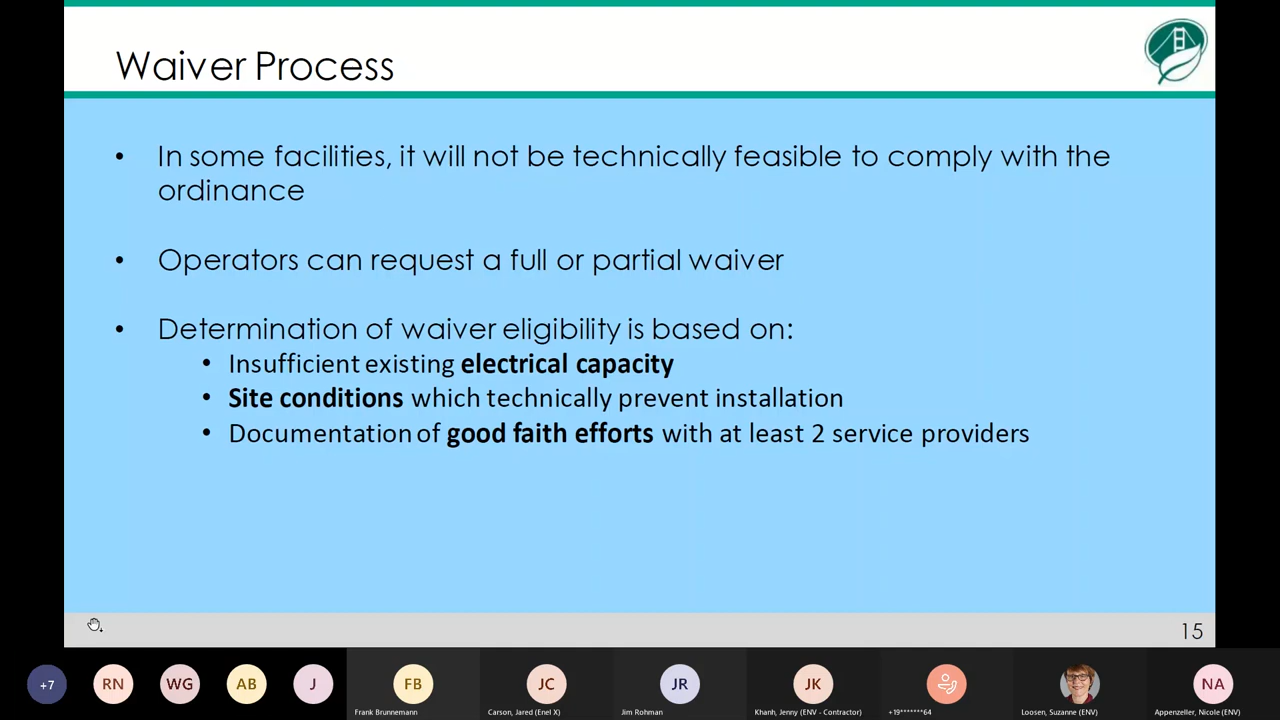 Waiver Process
• In some facilities, it will not be technically feasible to comply with the
ordinance
• Operators can request a full or partial waiver
• Determination of waiver eligibility is based on:
• Insufficient existing electrical capacity
• Site conditions which technically prevent installation
• Documentation of good faith efforts with at least 2 service providers
15
+7 RN WG AB J FB JC JR JK NA
Frank Brunnemann Carson, Jared (Enel X) Jim Rohman Khanh, Jenny (ENV - Contractor) +19*******64 Loosen, Suzanne (ENV) Appenzeller, Nicole (ENV)